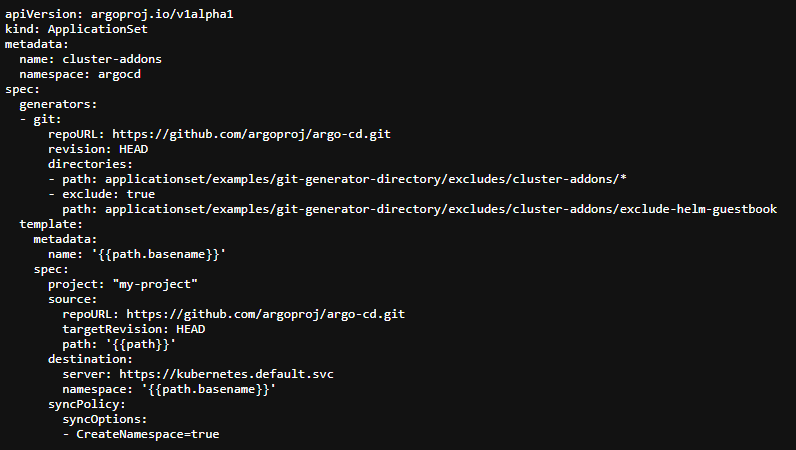 apiVersion: argoproj.io/v1alpha1
kind: ApplicationSet
metadata:
  name: cluster-addons
  namespace: argocd
spec:
  generators:
  - git:
      repoURL: https://github.com/argoproj/argo-cd.git
      revision: HEAD
      directories:
      - path: applicationset/examples/git-generator-directory/excludes/cluster-addons/*
      - exclude: true
        path: applicationset/examples/git-generator-directory/excludes/cluster-addons/exclude-helm-guestbook
  template:
    metadata:
      name: '{{path.basename}}'
    spec:
      project: "my-project"
      source:
        repoURL: https://github.com/argoproj/argo-cd.git
        targetRevision: HEAD
        path: '{{path}}'
      destination:
        server: https://kubernetes.default.svc
        namespace: '{{path.basename}}'
      syncPolicy:
        syncOptions:
        - CreateNamespace=true